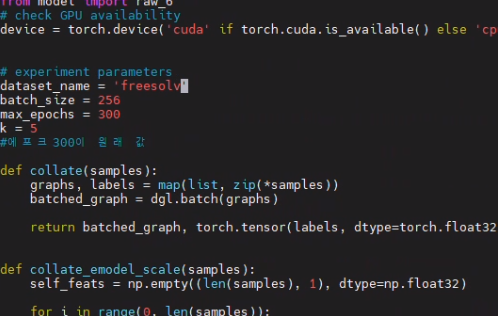 from model import raw_6
# check GPU availability
device = torch.device('cuda' if torch.cuda.is_available() else 'cp
# experiment parameters
dataset_name = 'freesolv'
batch_size = 256
max_epochs = 300
k = 5
#에포크 300이 원래 값
def collate(samples):
graphs, labels = map(list, zip(*samples))
batched_graph = dgl.batch(graphs)
return batched_graph, torch.tensor(labels, dtype=torch.float32
def collate_emodel_scale(samples):
self_feats = np.empty((len(samples), 1), dtype=np.float32)
for i in range(0, len(samples)):